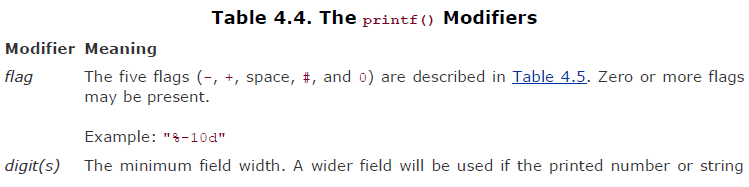 Table 4.4. The printf() Modifiers
Modifier Meaning
flag The five flags (-, +, space, #, and 0) are described in Table 4.5. Zero or more flags
may be present.
Example: "%-10d"
digit(s) The minimum field width. A wider field will be used if the printed number or string